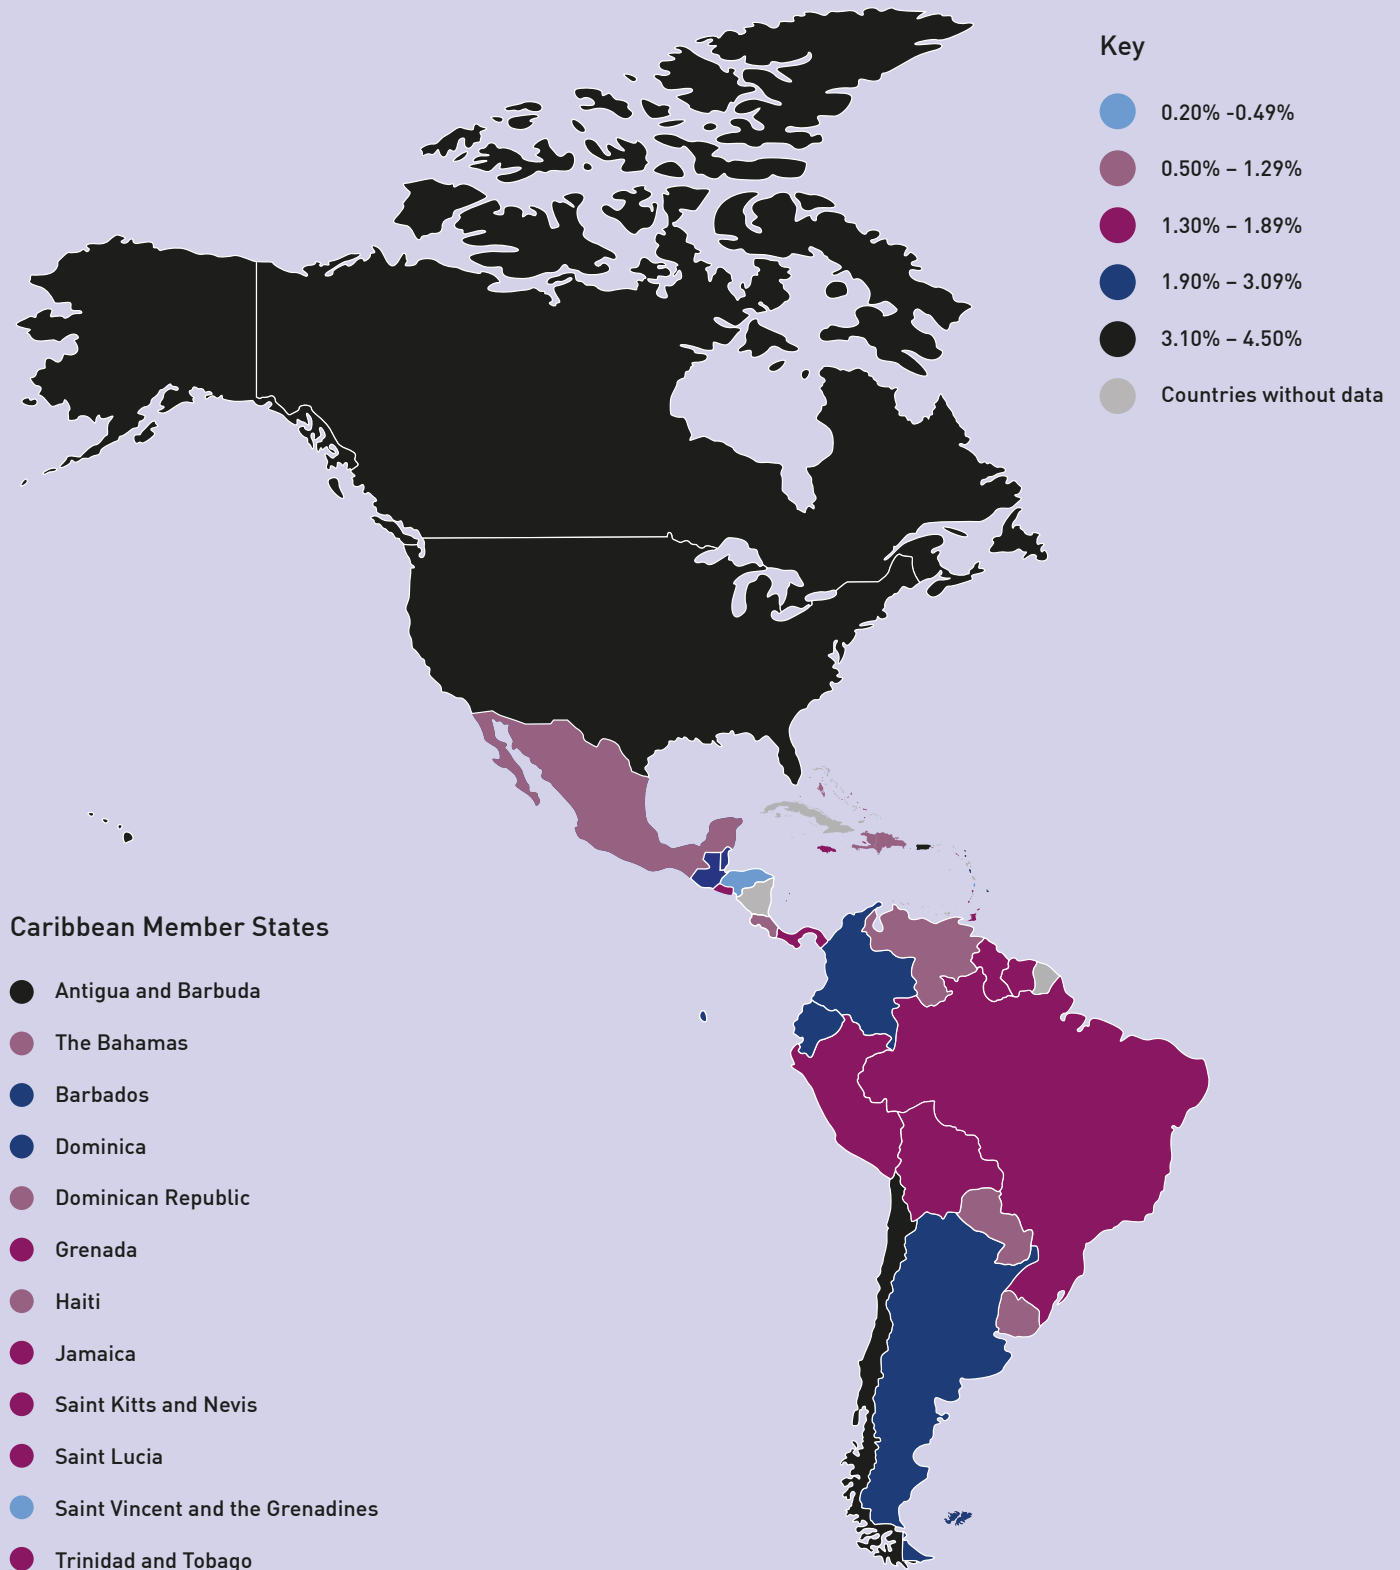 Key
0.20% -0.49%
0.50% – 1.29%
1.30% – 1.89%
1.90% – 3.09%
3.10% – 4.50%
Countries without data
Caribbean Member States
Antigua and Barbuda
The Bahamas
Barbados
Dominica
Dominican Republic
Grenada
Haiti
Jamaica
Saint Kitts and Nevis
Saint Lucia
Saint Vincent and the Grenadines
Trinidad and Tobago